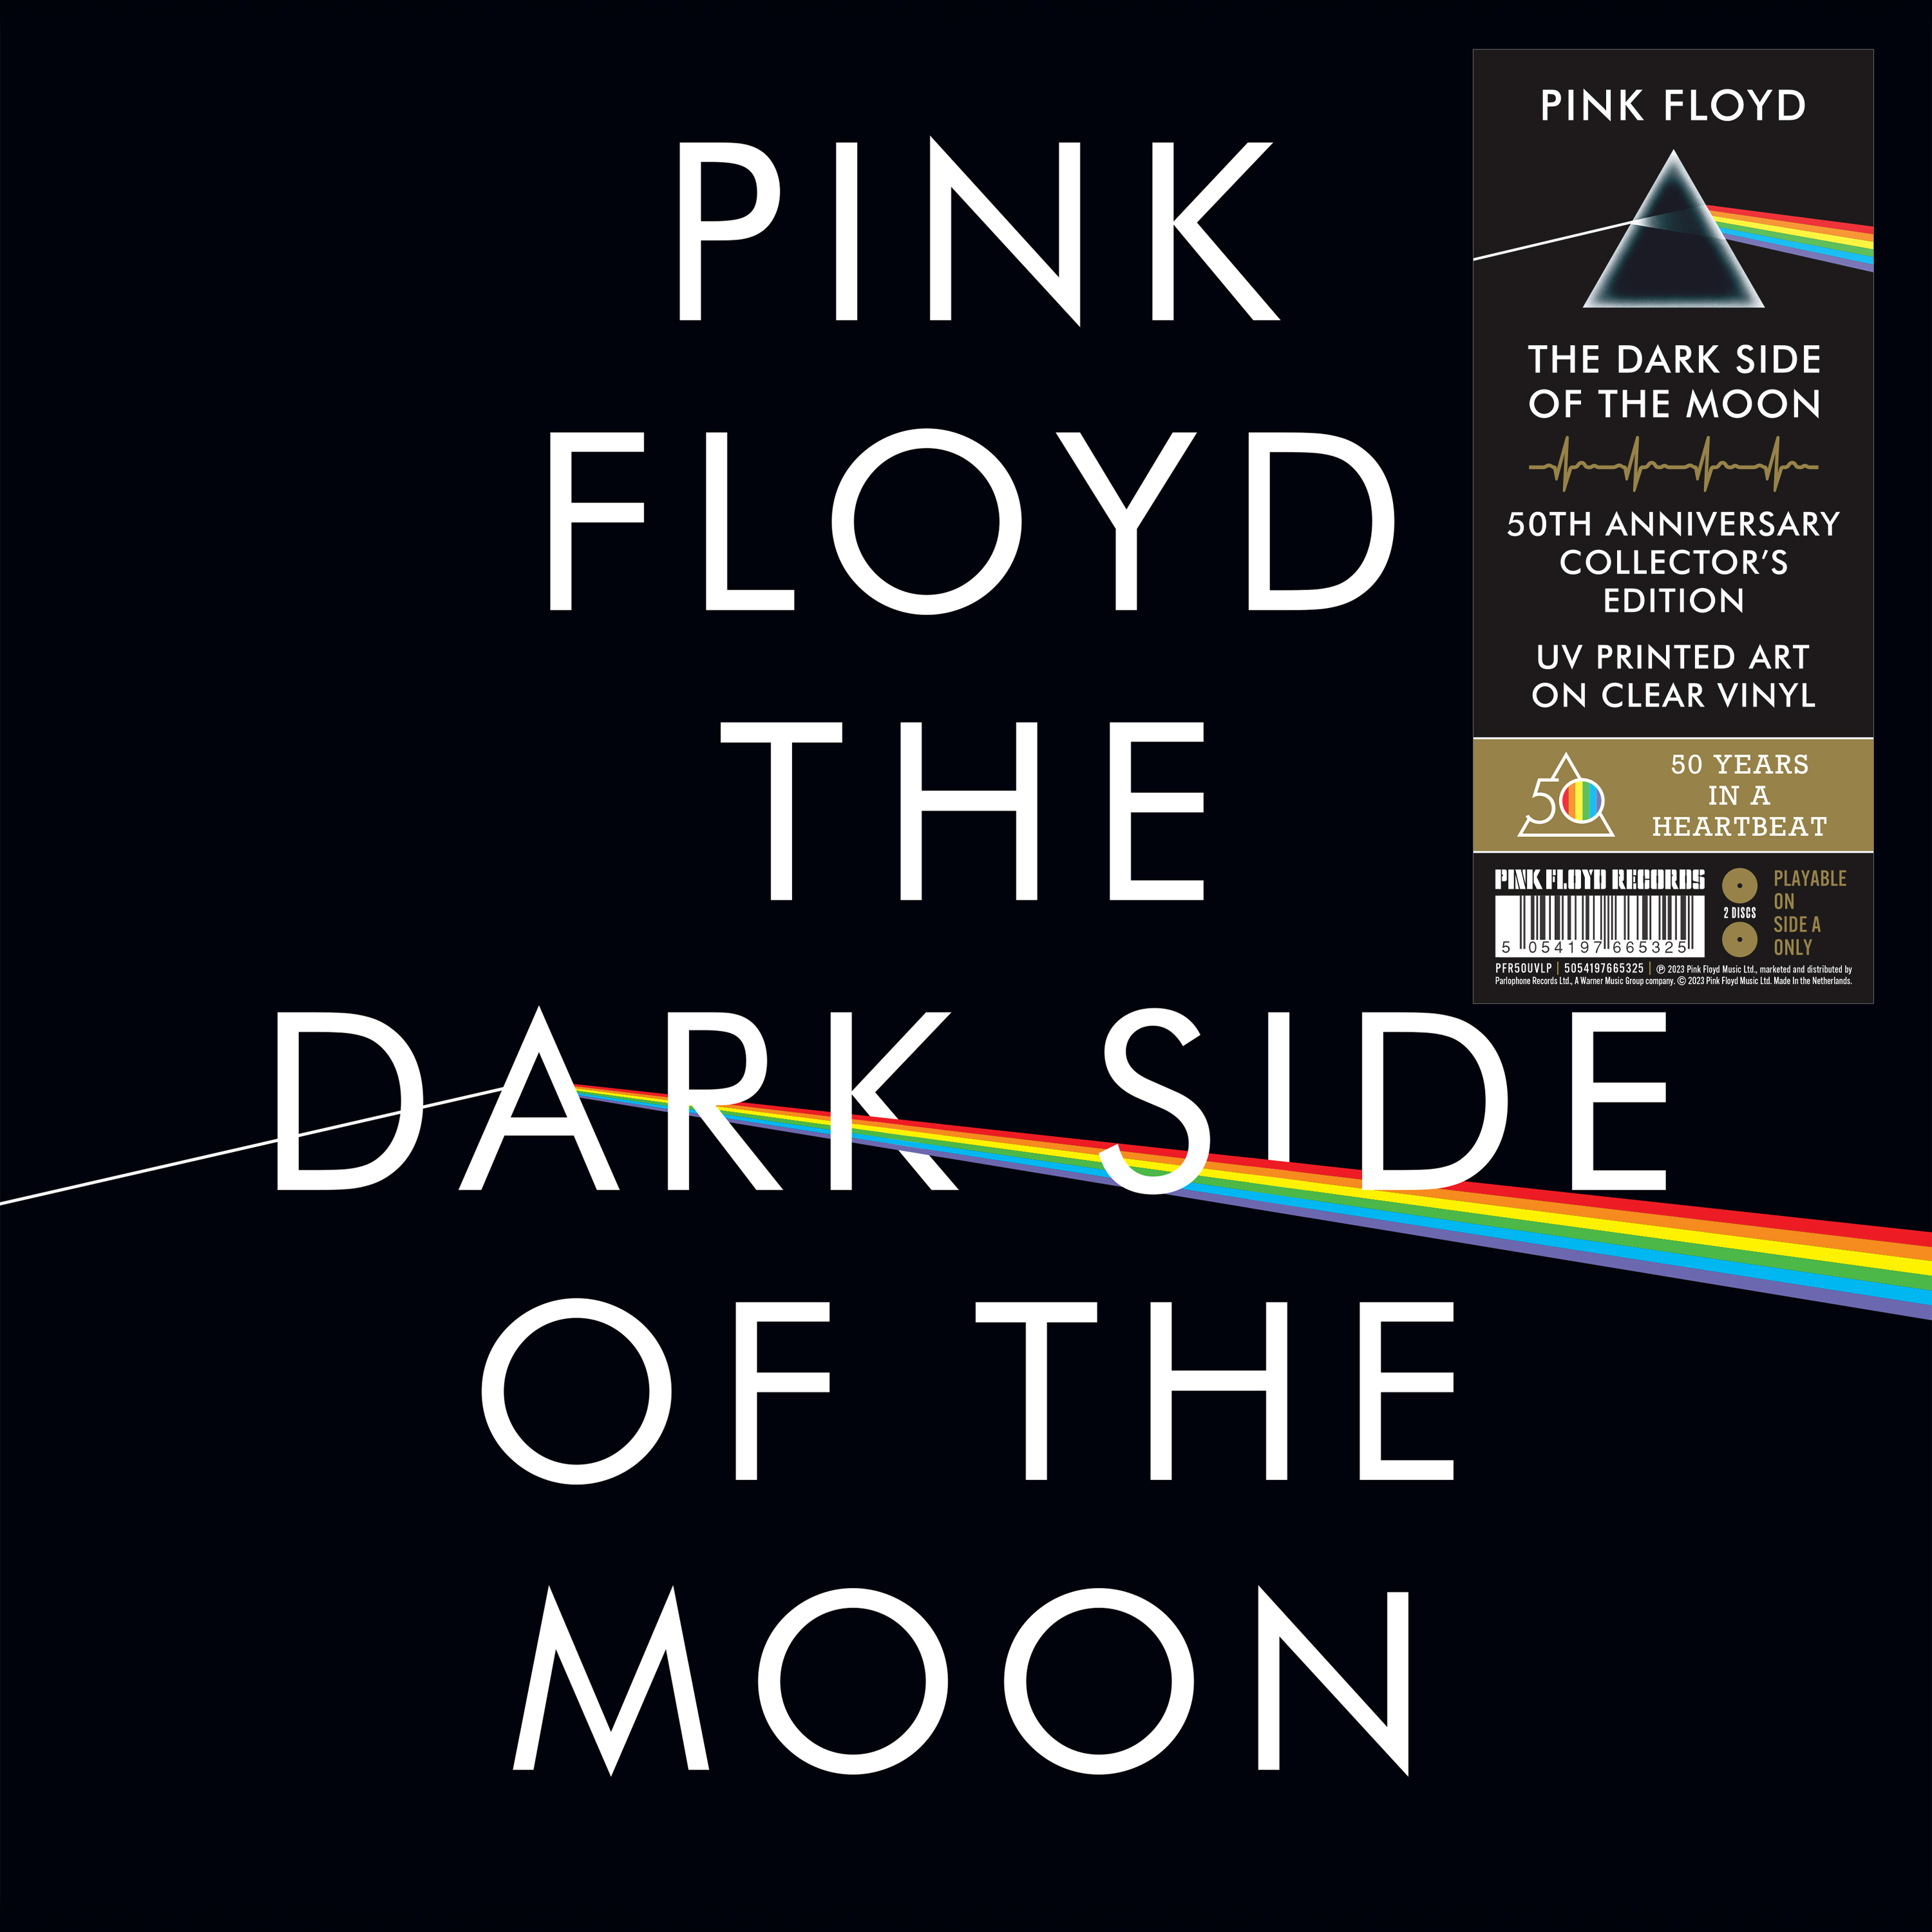 PINK
FLOYD
THE
DARK SIDE
OF THE
MOON
PINK FLOYD
THE DARK SIDE
OF THE MOON
50TH ANNIVERSARY
COLLECTOR'S
EDITION
UV PRINTED ART
ON CLEAR VINYL
50
50 YEARS
IN A
HEARTBEAT
PINK FLOYD RECORDS
5 054197 665325
2 DISCS
PLAYABLE
ON
SIDE A
ONLY
PFR50UVLP | 5054197665325 | ℗ 2023 Pink Floyd Music Ltd., marketed and distributed by
Parlophone Records Ltd., A Warner Music Group company. © 2023 Pink Floyd Music Ltd. Made In the Netherlands.